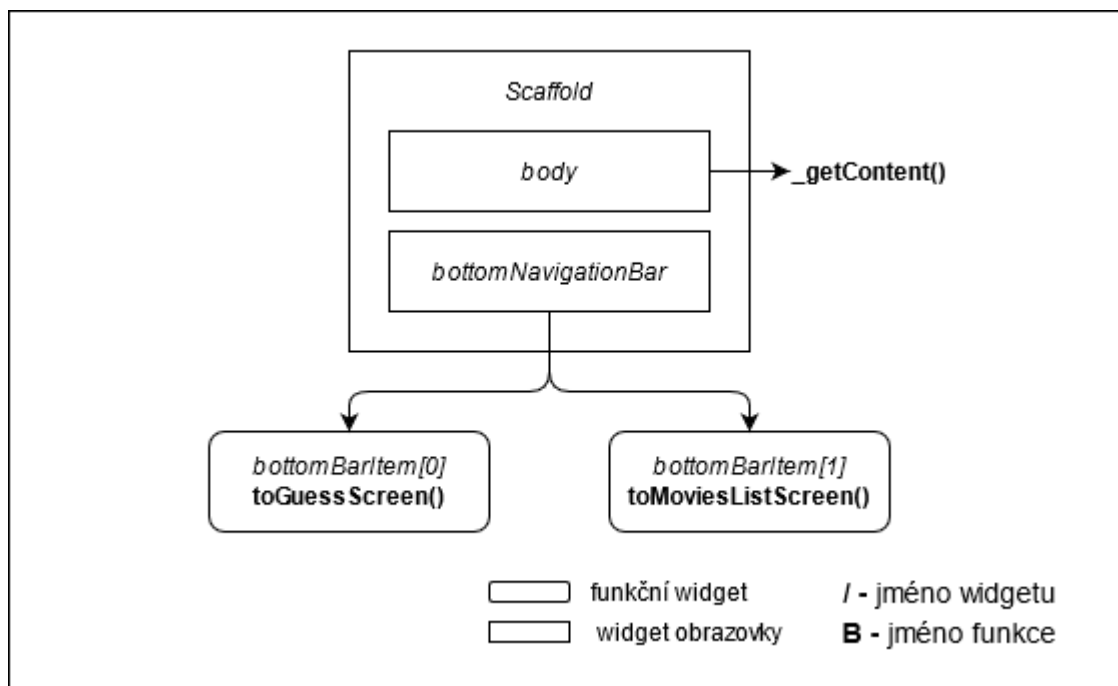 Scaffold
body
_getContent()
bottomNavigationBar
bottomBarItem[0]
toGuessScreen()
bottomBarItem[1]
toMoviesListScreen()
funkční widget
I - jméno widgetu
widget obrazovky
B - jméno funkce